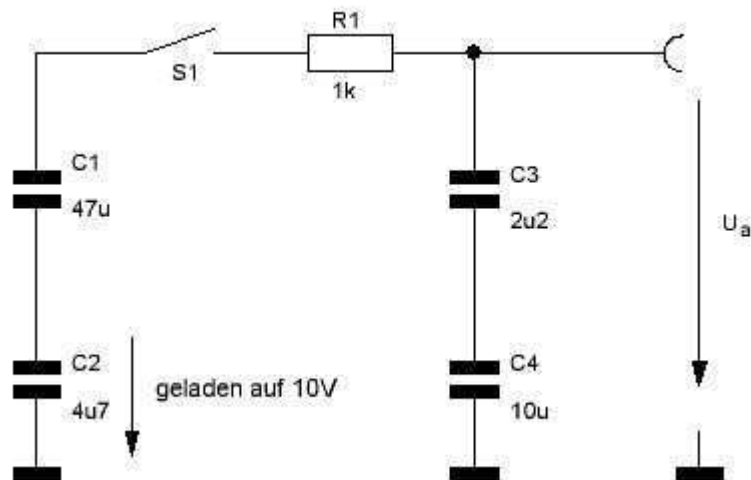 R1
S1
1k
C1
47u
C3
2u2
Ua
C2
4u7
geladen auf 10V
C4
10u